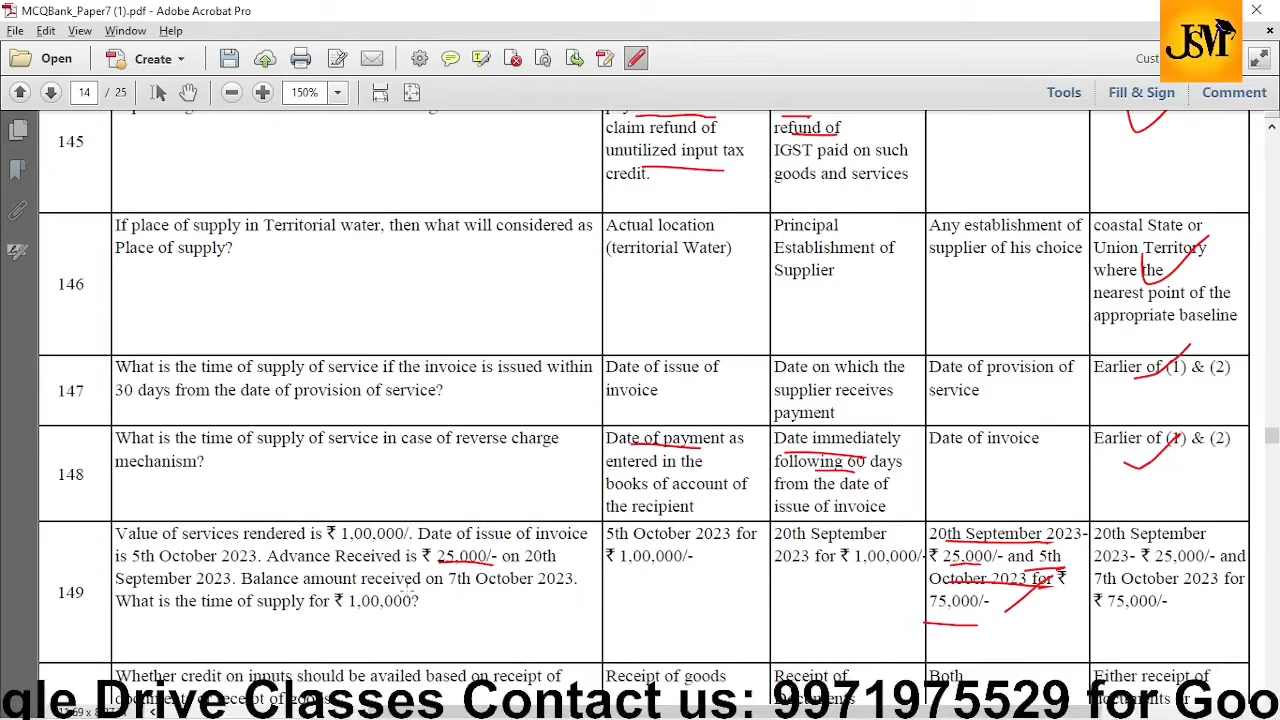 MCQBank_Paper7 (1).pdf - Adobe Acrobat Pro
File Edit View Window Help
JSM
Open Create Cust
14 / 25 150% Tools Fill & Sign Comment
145
claim refund of
unutilized input tax
credit.
refund of
IGST paid on such
goods and services
146
If place of supply in Territorial water, then what will considered as
Place of supply?
Actual location
(territorial Water)
Principal
Establishment of
Supplier
Any establishment of
supplier of his choice
coastal State or
Union Territory
where the
nearest point of the
appropriate baseline
147
What is the time of supply of service if the invoice is issued within
30 days from the date of provision of service?
Date of issue of
invoice
Date on which the
supplier receives
payment
Date of provision of
service
Earlier of (1) & (2)
148
What is the time of supply of service in case of reverse charge
mechanism?
Date of payment as
entered in the
books of account of
the recipient
Date immediately
following 60 days
from the date of
issue of invoice
Date of invoice
Earlier of (1) & (2)
149
Value of services rendered is ₹ 1,00,000/. Date of issue of invoice
is 5th October 2023. Advance Received is ₹ 25,000/- on 20th
September 2023. Balance amount received on 7th October 2023.
What is the time of supply for ₹ 1,00,000?
5th October 2023 for
₹ 1,00,000/-
20th September
2023 for ₹ 1,00,000/-
20th September 2023-
₹ 25,000/- and 5th
October 2023 for ₹
75,000/-
20th September
2023- ₹ 25,000/- and
7th October 2023 for
₹ 75,000/-
Whether credit on inputs should be availed based on receipt of
Receipt of goods
Receipt of
Both
Either receipt of
gle Drive Classes Contact us: 9971975529 for Goo